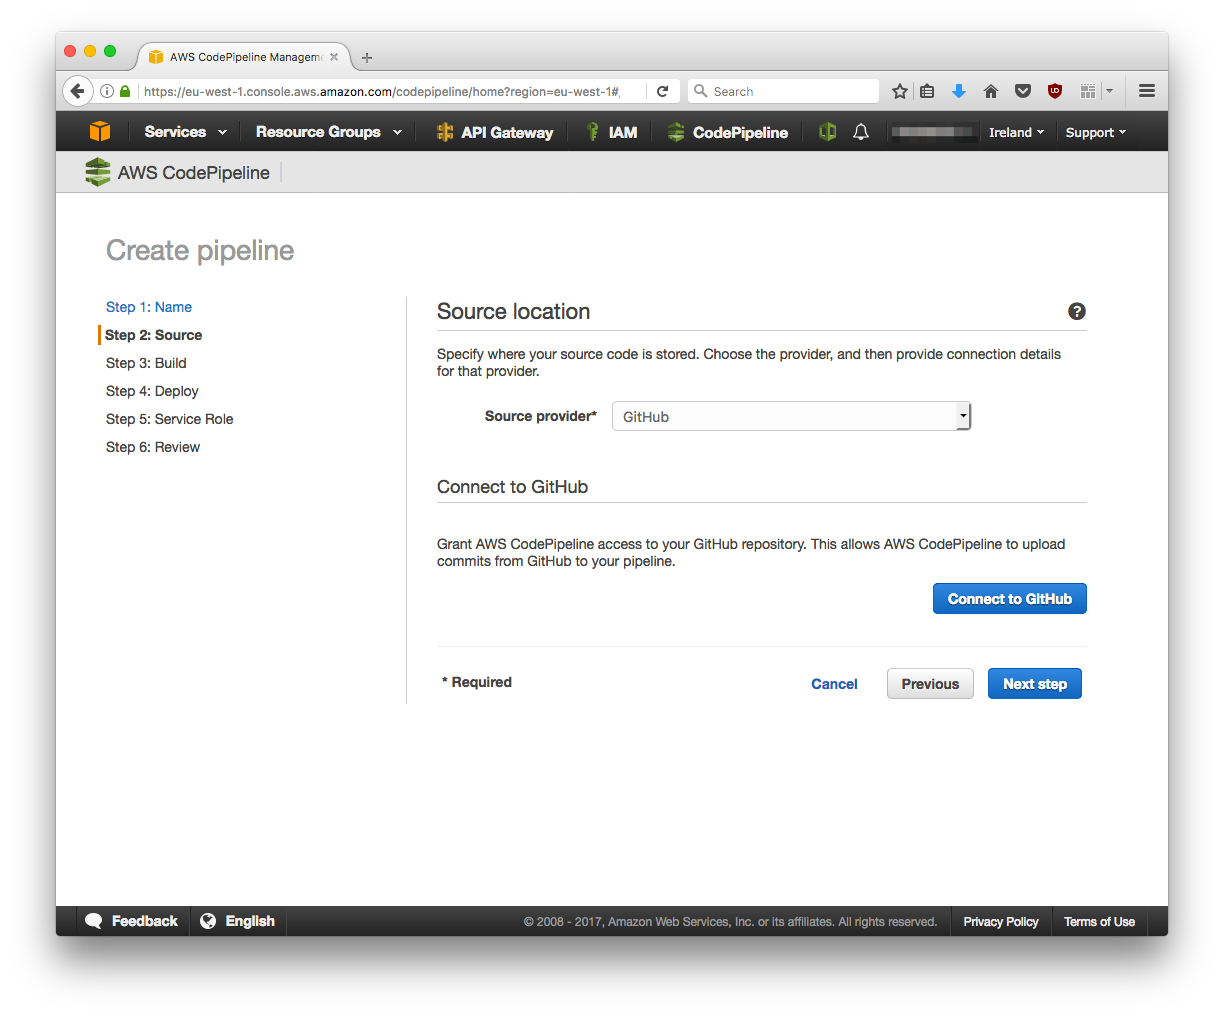 AWS CodePipeline Managem
https://eu-west-1.console.aws.amazon.com/codepipeline/home?region=eu-west-1#
Search
Services
Resource Groups
API Gateway
IAM
CodePipeline
Ireland
Support
AWS CodePipeline
Create pipeline
Step 1: Name
Step 2: Source
Step 3: Build
Step 4: Deploy
Step 5: Service Role
Step 6: Review
Source location
?
Specify where your source code is stored. Choose the provider, and then provide connection details
for that provider.
Source provider*
GitHub
Connect to GitHub
Grant AWS CodePipeline access to your GitHub repository. This allows AWS CodePipeline to upload
commits from GitHub to your pipeline.
Connect to GitHub
* Required
Cancel
Previous
Next step
Feedback
English
© 2008 - 2017, Amazon Web Services, Inc. or its affiliates. All rights reserved.
Privacy Policy
Terms of Use